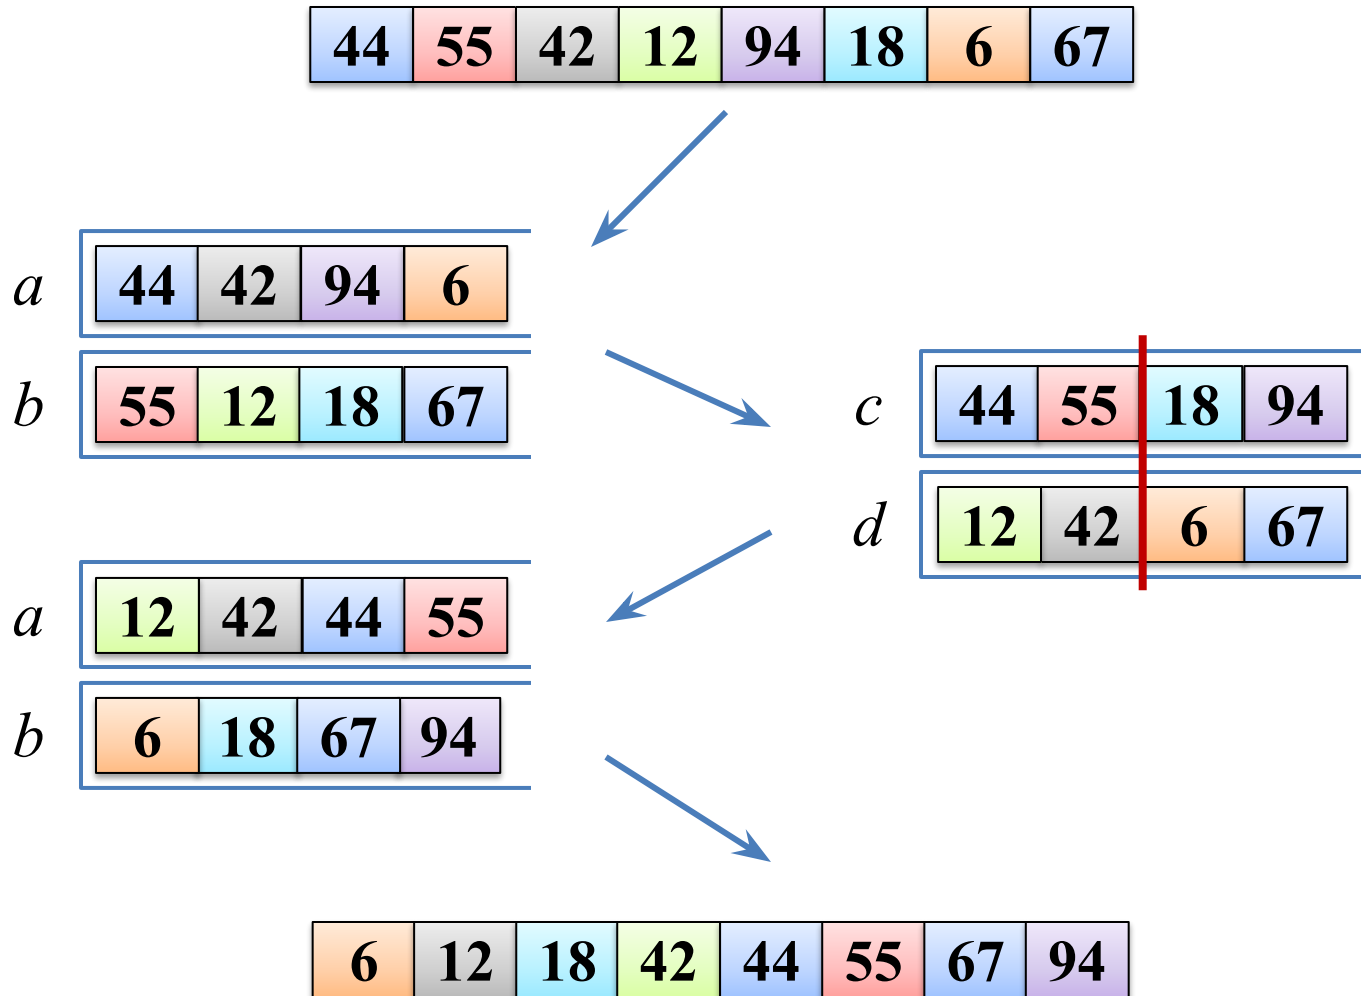 44 55 42 12 94 18 6 67
a 44 42 94 6
b 55 12 18 67
c 44 55 18 94
d 12 42 6 67
a 12 42 44 55
b 6 18 67 94
6 12 18 42 44 55 67 94